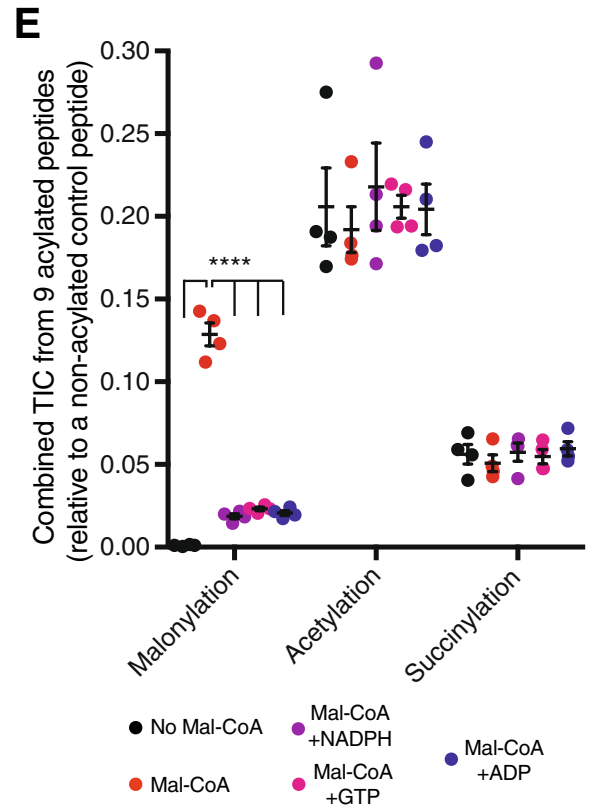 E
Combined TIC from 9 acylated peptides
(relative to a non-acylated control peptide)
0.30
0.25
0.20
0.15
0.10
0.05
0.00
****
Malonylation
Acetylation
Succinylation
No Mal-CoA
Mal-CoA
Mal-CoA
+NADPH
Mal-CoA
+GTP
Mal-CoA
+ADP